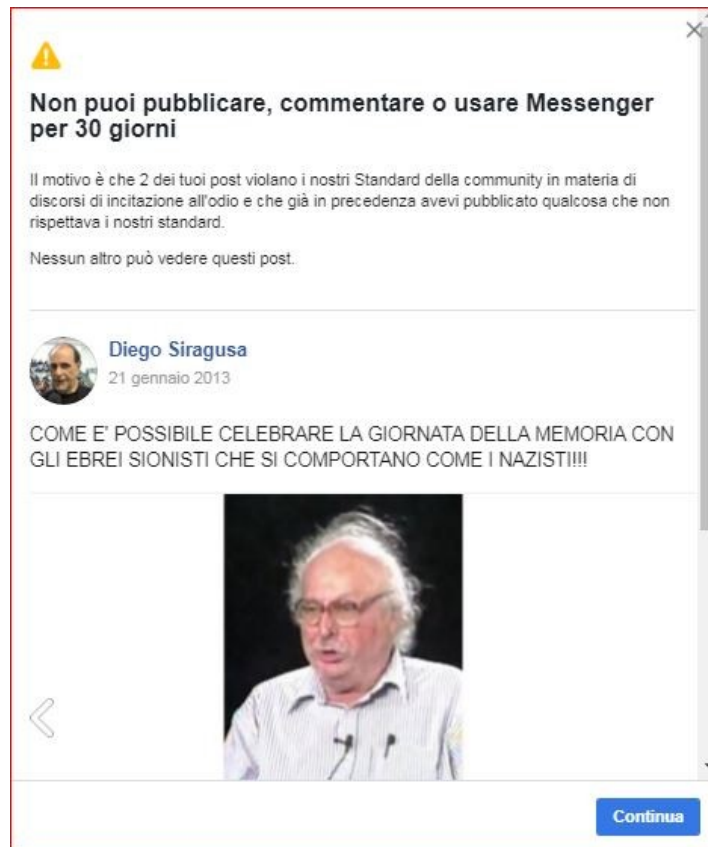 Non puoi pubblicare, commentare o usare Messenger
per 30 giorni
Il motivo è che 2 dei tuoi post violano i nostri Standard della community in materia di
discorsi di incitazione all'odio e che già in precedenza avevi pubblicato qualcosa che non
rispettava i nostri standard.
Nessun altro può vedere questi post.
Diego Siragusa
21 gennaio 2013
COME E' POSSIBILE CELEBRARE LA GIORNATA DELLA MEMORIA CON
GLI EBREI SIONISTI CHE SI COMPORTANO COME I NAZISTI!!!
Continua